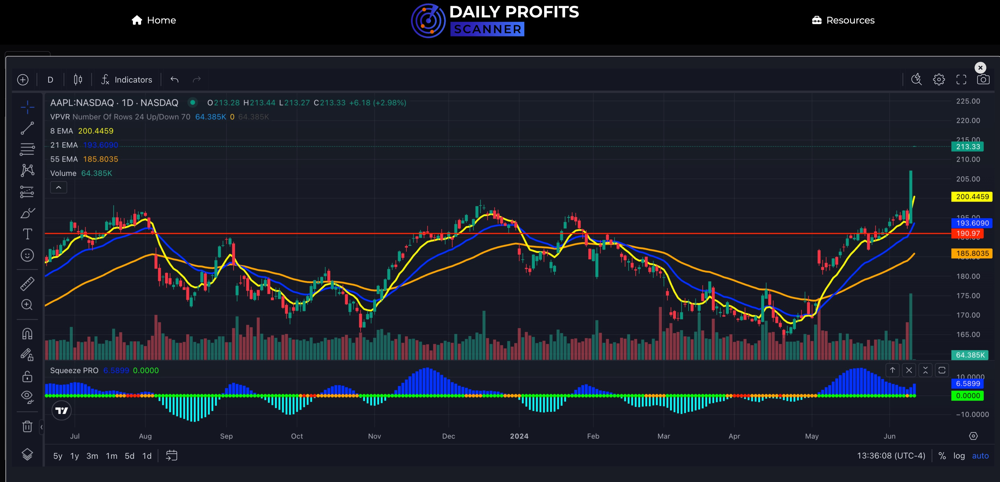 Home
DAILY PROFITS
SCANNER
Resources
D
Indicators
AAPL:NASDAQ · 1D · NASDAQ O213.28 H213.44 L213.27 C213.33 +6.18 (+2.98%)
VPVR Number Of Rows 24 Up/Down 70 64.385K 0 64.385K
8 EMA 200.4459
21 EMA 193.6090
55 EMA 185.8035
Volume 64.385K
225.00
220.00
215.00
213.33
210.00
205.00
200.4459
195.00
193.6090
190.97
185.8035
180.00
175.00
170.00
165.00
64.385K
Squeeze PRO 6.5899 0.0000
10.0000
6.5899
0.0000
−10.0000
Jul Aug Sep Oct Nov Dec 2024 Feb Mar Apr May Jun
5y 1y 3m 1m 5d 1d
13:36:08 (UTC-4) % log auto